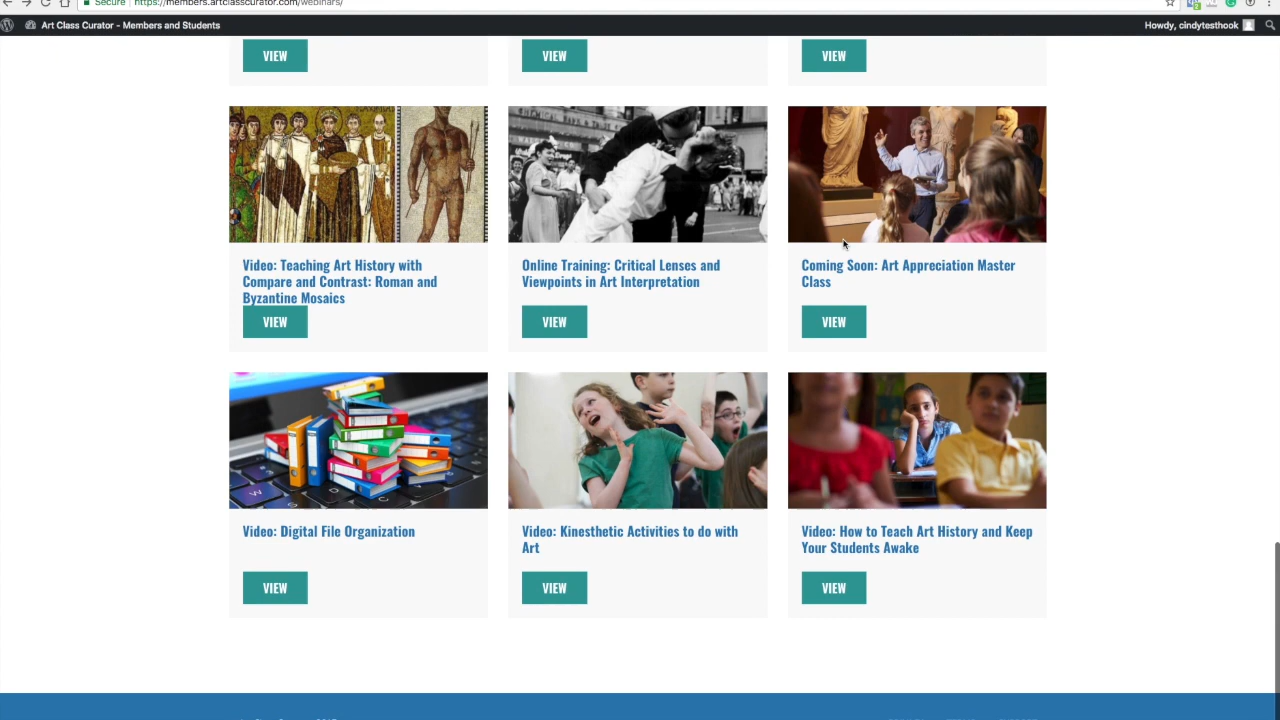 Secure https://members.artclasscurator.com/webinars/
Art Class Curator - Members and Students
Howdy, cindytesthook
VIEW
VIEW
VIEW
Video: Teaching Art History with
Compare and Contrast: Roman and
Byzantine Mosaics
VIEW
Online Training: Critical Lenses and
Viewpoints in Art Interpretation
VIEW
Coming Soon: Art Appreciation Master
Class
VIEW
Video: Digital File Organization
VIEW
Video: Kinesthetic Activities to do with
Art
VIEW
Video: How to Teach Art History and Keep
Your Students Awake
VIEW